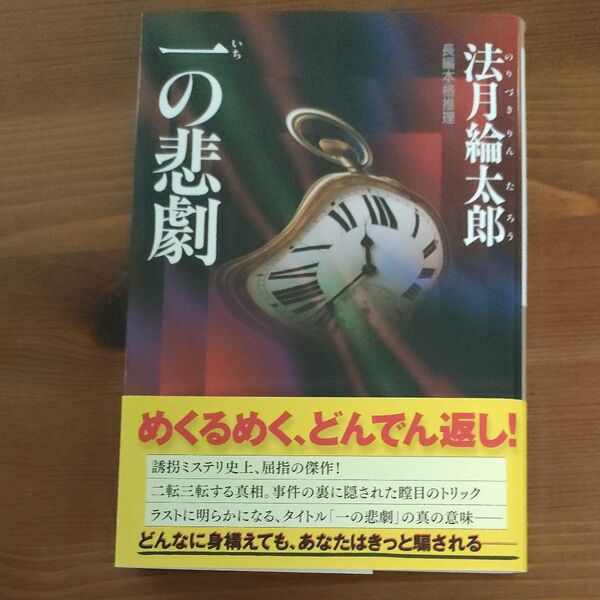 法月綸太郎
のりづきりんたろう
長編本格推理
一の悲劇
いち
めくるめく、どんでん返し!
誘拐ミステリ史上、屈指の傑作!
二転三転する真相。事件の裏に隠された瞠目のトリック
ラストに明らかになる、タイトル「一の悲劇」の真の意味――
どんなに身構えても、あなたはきっと騙される